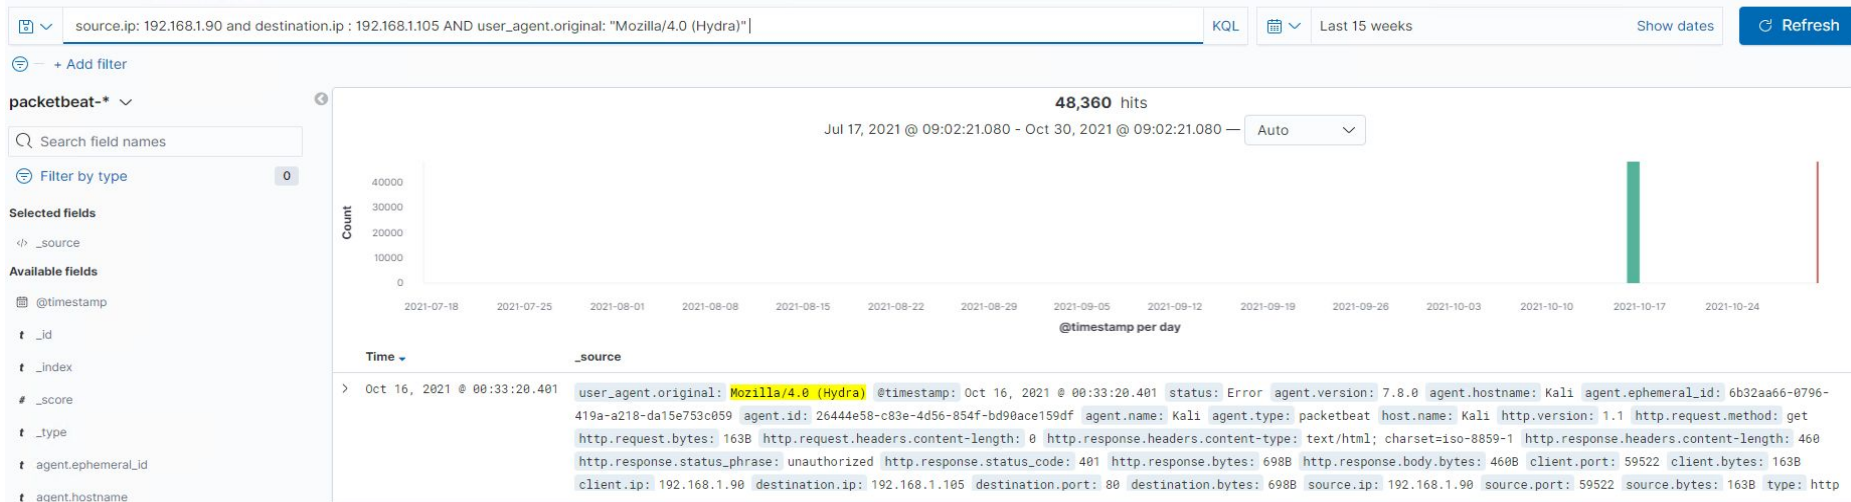 source.ip: 192.168.1.90 and destination.ip : 192.168.1.105 AND user_agent.original: "Mozilla/4.0 (Hydra)" KQL Last 15 weeks Show dates Refresh
+ Add filter
packetbeat-*
Search field names
Filter by type 0
Selected fields
</> _source
Available fields
@timestamp
t _id
t _index
# _score
t _type
t agent.ephemeral_id
t agent.hostname
48,360 hits
Jul 17, 2021 @ 09:02:21.080 - Oct 30, 2021 @ 09:02:21.080 — Auto
Count
40000
30000
20000
10000
0
2021-07-18 2021-07-25 2021-08-01 2021-08-08 2021-08-15 2021-08-22 2021-08-29 2021-09-05 2021-09-12 2021-09-19 2021-09-26 2021-10-03 2021-10-10 2021-10-17 2021-10-24
@timestamp per day
Time _source
Oct 16, 2021 @ 00:33:20.401 user_agent.original: Mozilla/4.0 (Hydra) @timestamp: Oct 16, 2021 @ 00:33:20.401 status: Error agent.version: 7.8.0 agent.hostname: Kali agent.ephemeral_id: 6b32aa66-0796-
419a-a218-da15e753c059 agent.id: 26444e58-c83e-4d56-854f-bd90ace159df agent.name: Kali agent.type: packetbeat host.name: Kali http.version: 1.1 http.request.method: get
http.request.bytes: 163B http.request.headers.content-length: 0 http.response.headers.content-type: text/html; charset=iso-8859-1 http.response.headers.content-length: 460
http.response.status_phrase: unauthorized http.response.status_code: 401 http.response.bytes: 698B http.response.body.bytes: 460B client.port: 59522 client.bytes: 163B
client.ip: 192.168.1.90 destination.ip: 192.168.1.105 destination.port: 80 destination.bytes: 698B source.ip: 192.168.1.90 source.port: 59522 source.bytes: 163B type: http